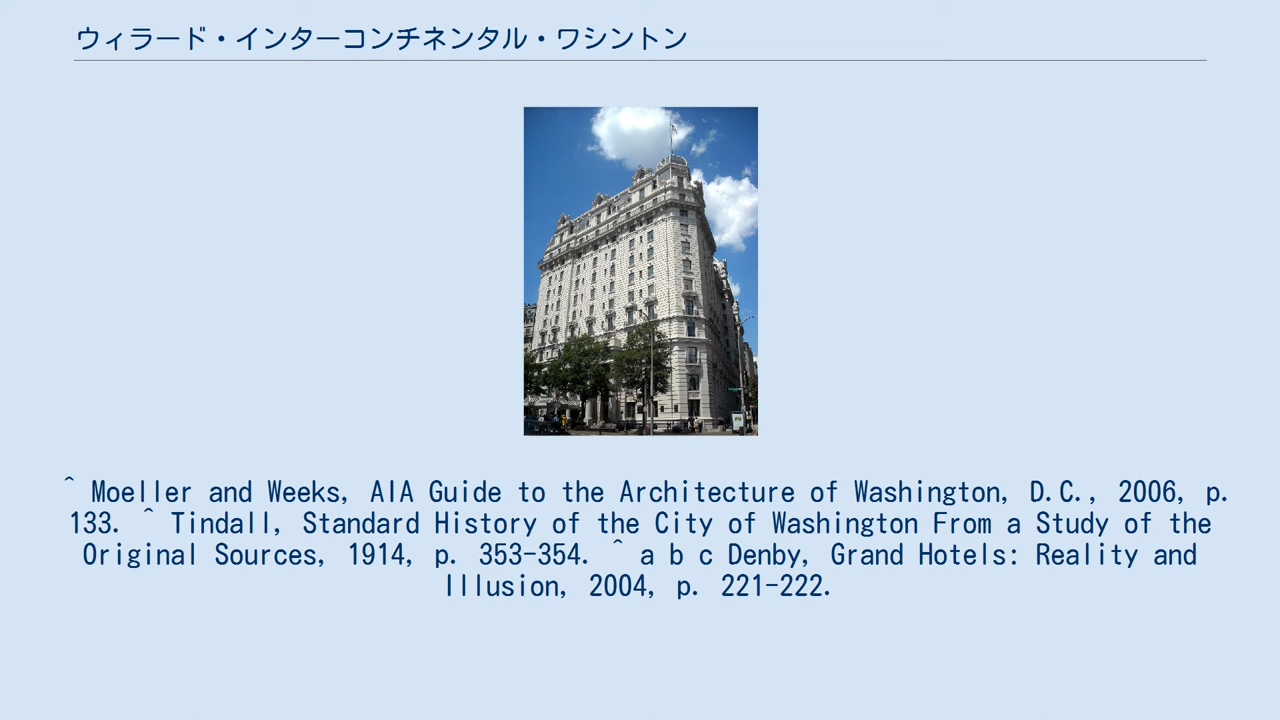 ウィラード・インターコンチネンタル・ワシントン
^ Moeller and Weeks, AIA Guide to the Architecture of Washington, D.C., 2006, p.
133. ^ Tindall, Standard History of the City of Washington From a Study of the
Original Sources, 1914, p. 353-354. ^ a b c Denby, Grand Hotels: Reality and
Illusion, 2004, p. 221-222.